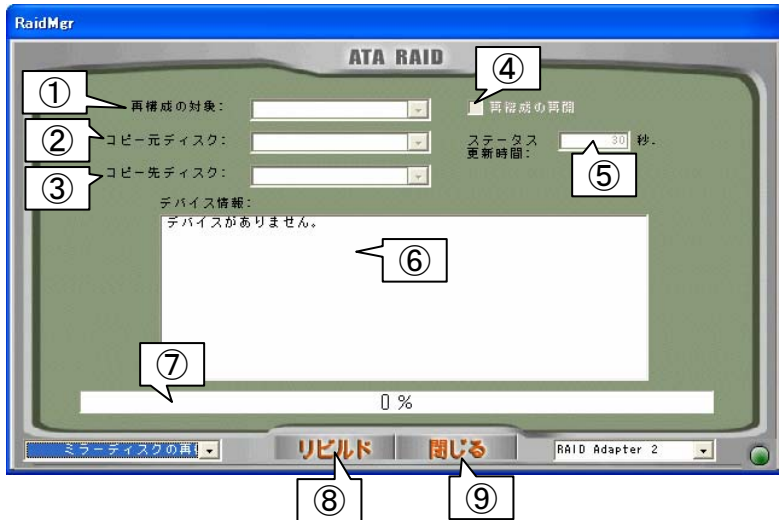 RaidMgr
ATA RAID
①
再構成の対象:
④
再構成の再開
②
コピー元ディスク:
ステータス
更新時間:
30 秒.
③
コピー先ディスク:
⑤
デバイス情報:
デバイスがありません。
⑥
⑦
0 %
ミラーディスクの再
リビルド
閉じる
RAID Adapter 2
⑧
⑨